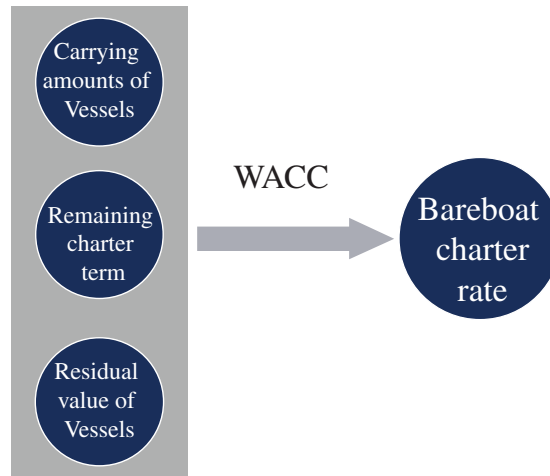 Carrying
amounts of
Vessels
Remaining
charter
term
Residual
value of
Vessels
WACC
Bareboat
charter
rate